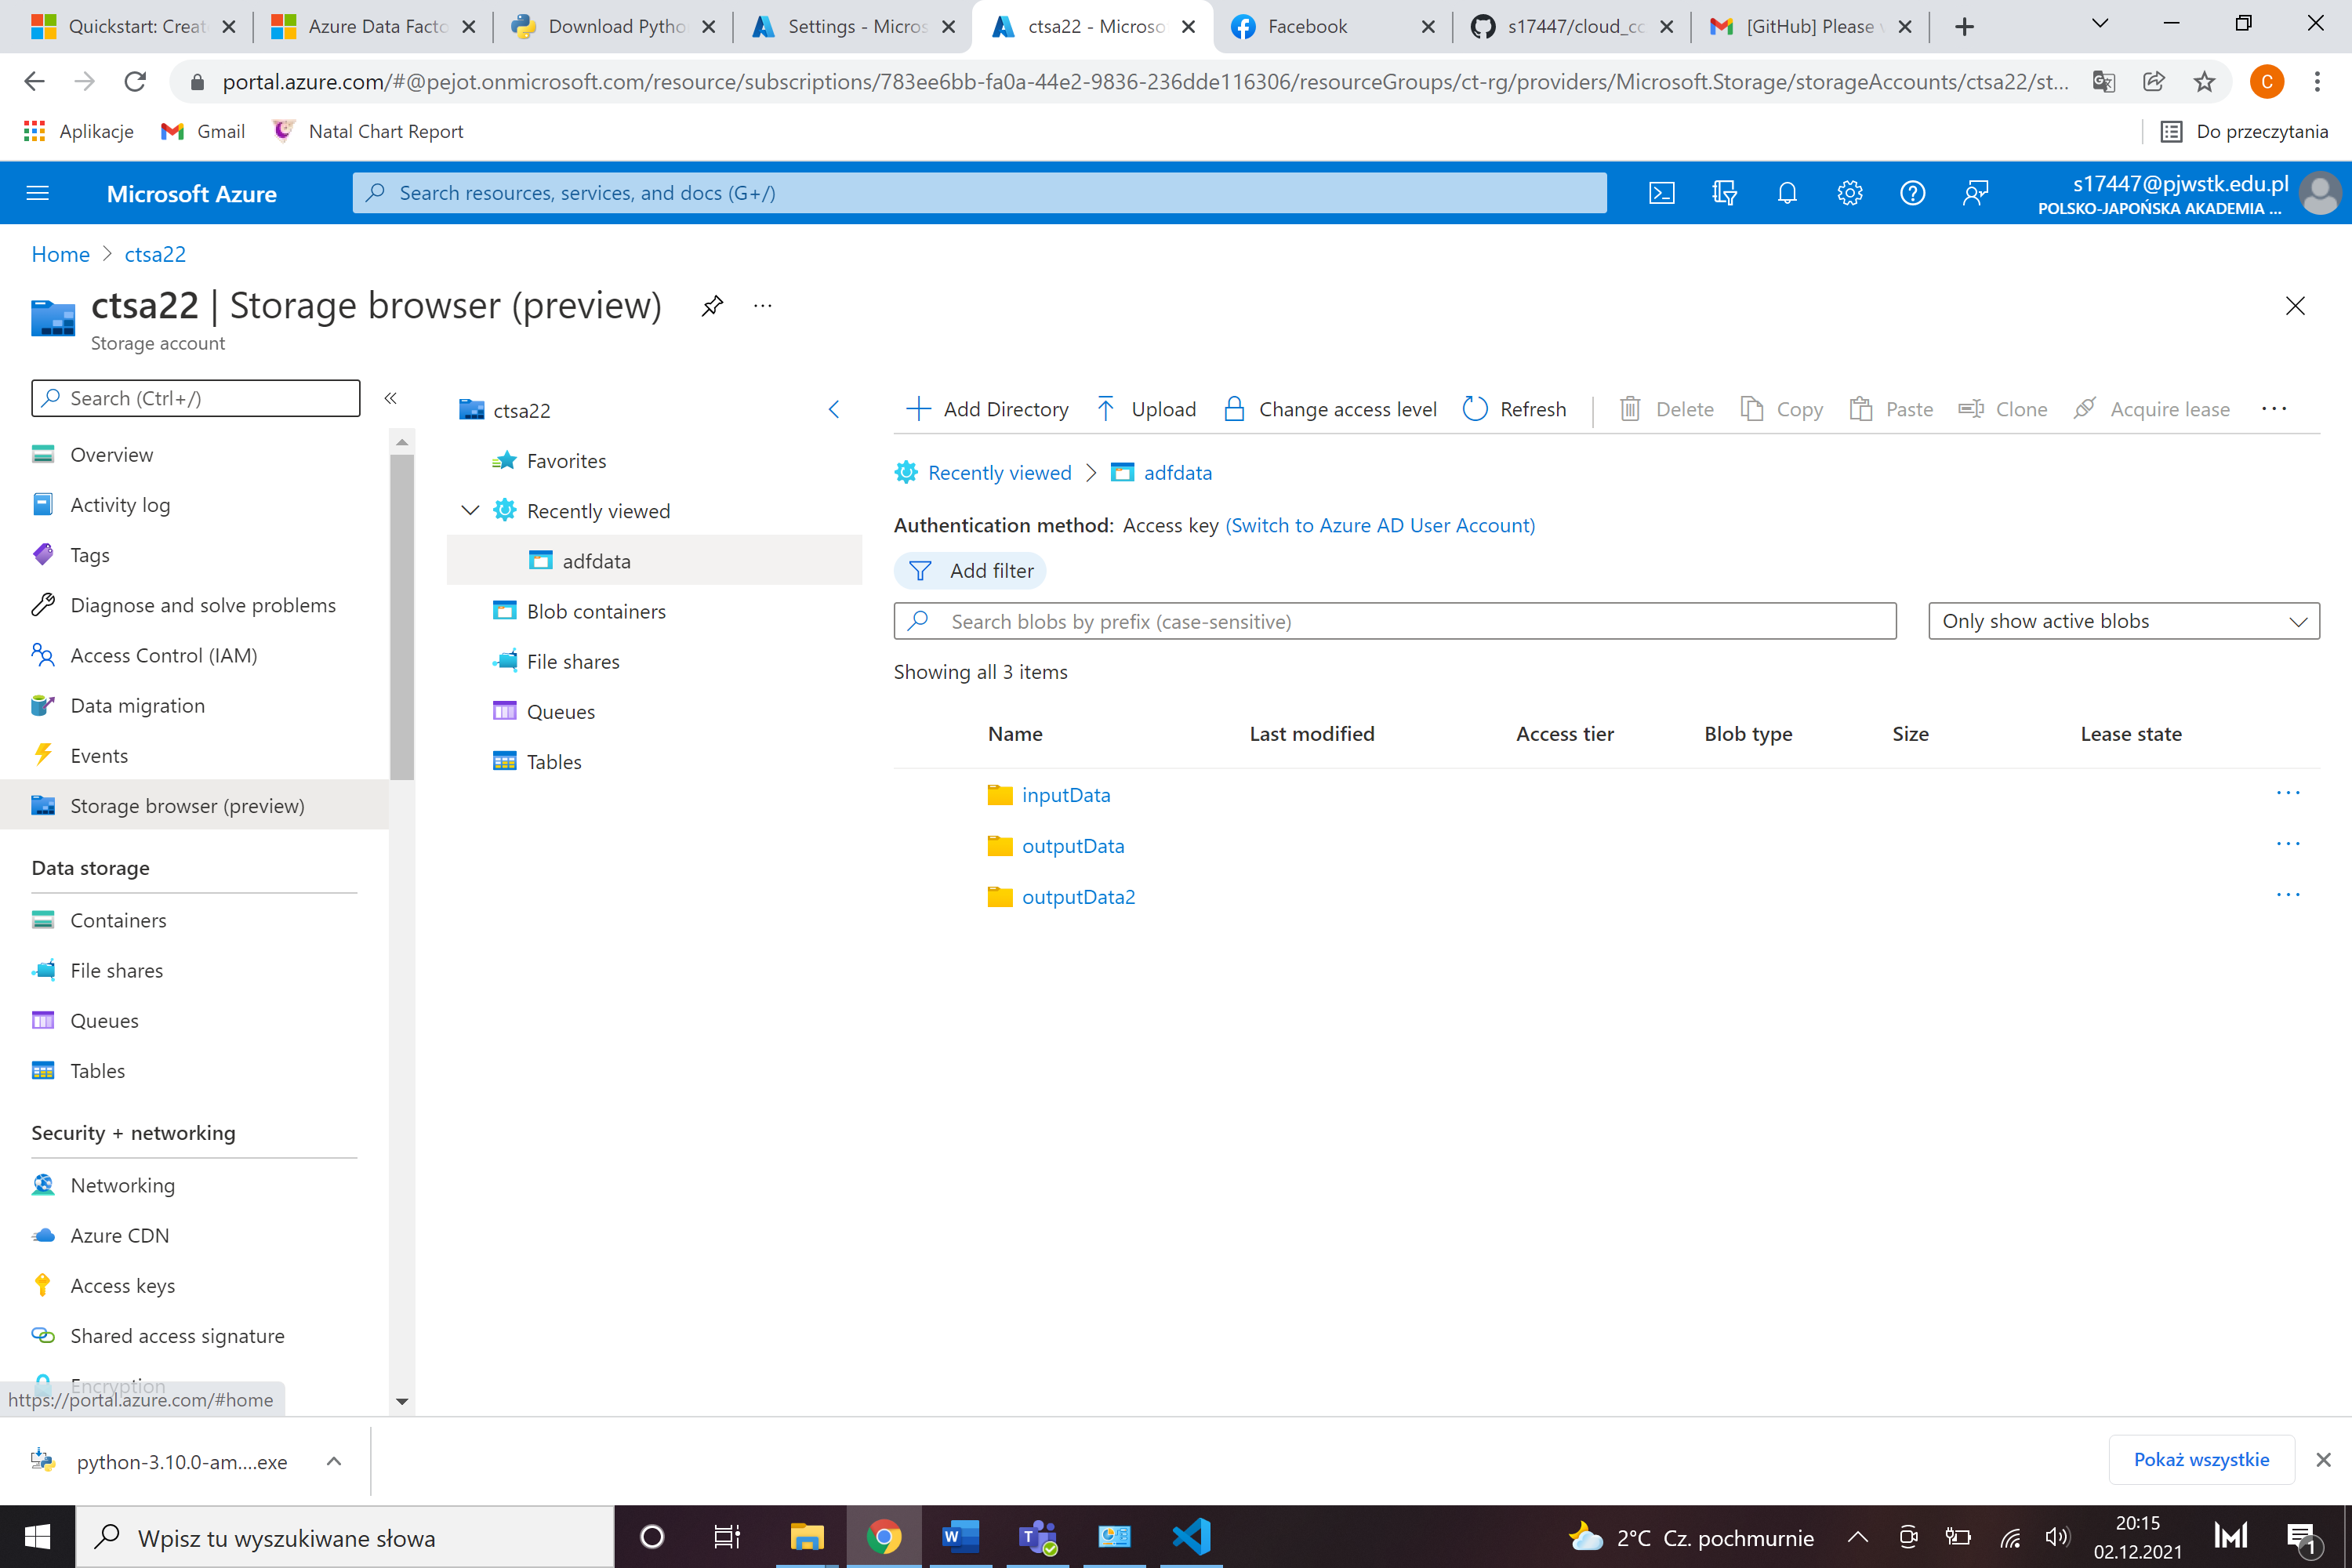 Quickstart: Creat
Azure Data Facto
Download Pytho
Settings - Micros
ctsa22 - Microso
Facebook
s17447/cloud_cc
[GitHub] Please v
portal.azure.com/#@pejot.onmicrosoft.com/resource/subscriptions/783ee6bb-fa0a-44e2-9836-236dde116306/resourceGroups/ct-rg/providers/Microsoft.Storage/storageAccounts/ctsa22/st...
C
Aplikacje
Gmail
Natal Chart Report
Do przeczytania
Microsoft Azure
Search resources, services, and docs (G+/)
s17447@pjwstk.edu.pl
POLSKO-JAPOŃSKA AKADEMIA ...
Home > ctsa22
ctsa22 | Storage browser (preview)
Storage account
Search (Ctrl+/)
Overview
Activity log
Tags
Diagnose and solve problems
Access Control (IAM)
Data migration
Events
Storage browser (preview)
Data storage
Containers
File shares
Queues
Tables
Security + networking
Networking
Azure CDN
Access keys
Shared access signature
Encryption
https://portal.azure.com/#home
ctsa22
Favorites
Recently viewed
adfdata
Blob containers
File shares
Queues
Tables
Add Directory
Upload
Change access level
Refresh
Delete
Copy
Paste
Clone
Acquire lease
Recently viewed > adfdata
Authentication method: Access key (Switch to Azure AD User Account)
Add filter
Search blobs by prefix (case-sensitive)
Only show active blobs
Showing all 3 items
Name Last modified Access tier Blob type Size Lease state
inputData
outputData
outputData2
python-3.10.0-am....exe
Pokaż wszystkie
Wpisz tu wyszukiwane słowa
2°C Cz. pochmurnie
20:15
02.12.2021
1